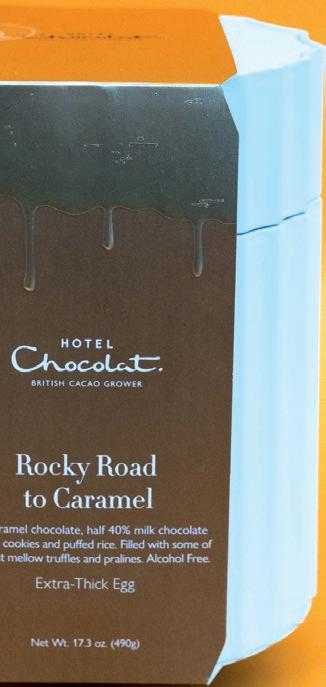 HOTEL
Chocolat.
BRITISH CACAO GROWER
Rocky Road
to Caramel
ramel chocolate, half 40% milk chocolate
cookies and puffed rice. Filled with some of
t mellow truffles and pralines. Alcohol Free.
Extra-Thick Egg
Net Wt. 17.3 oz. (490g)